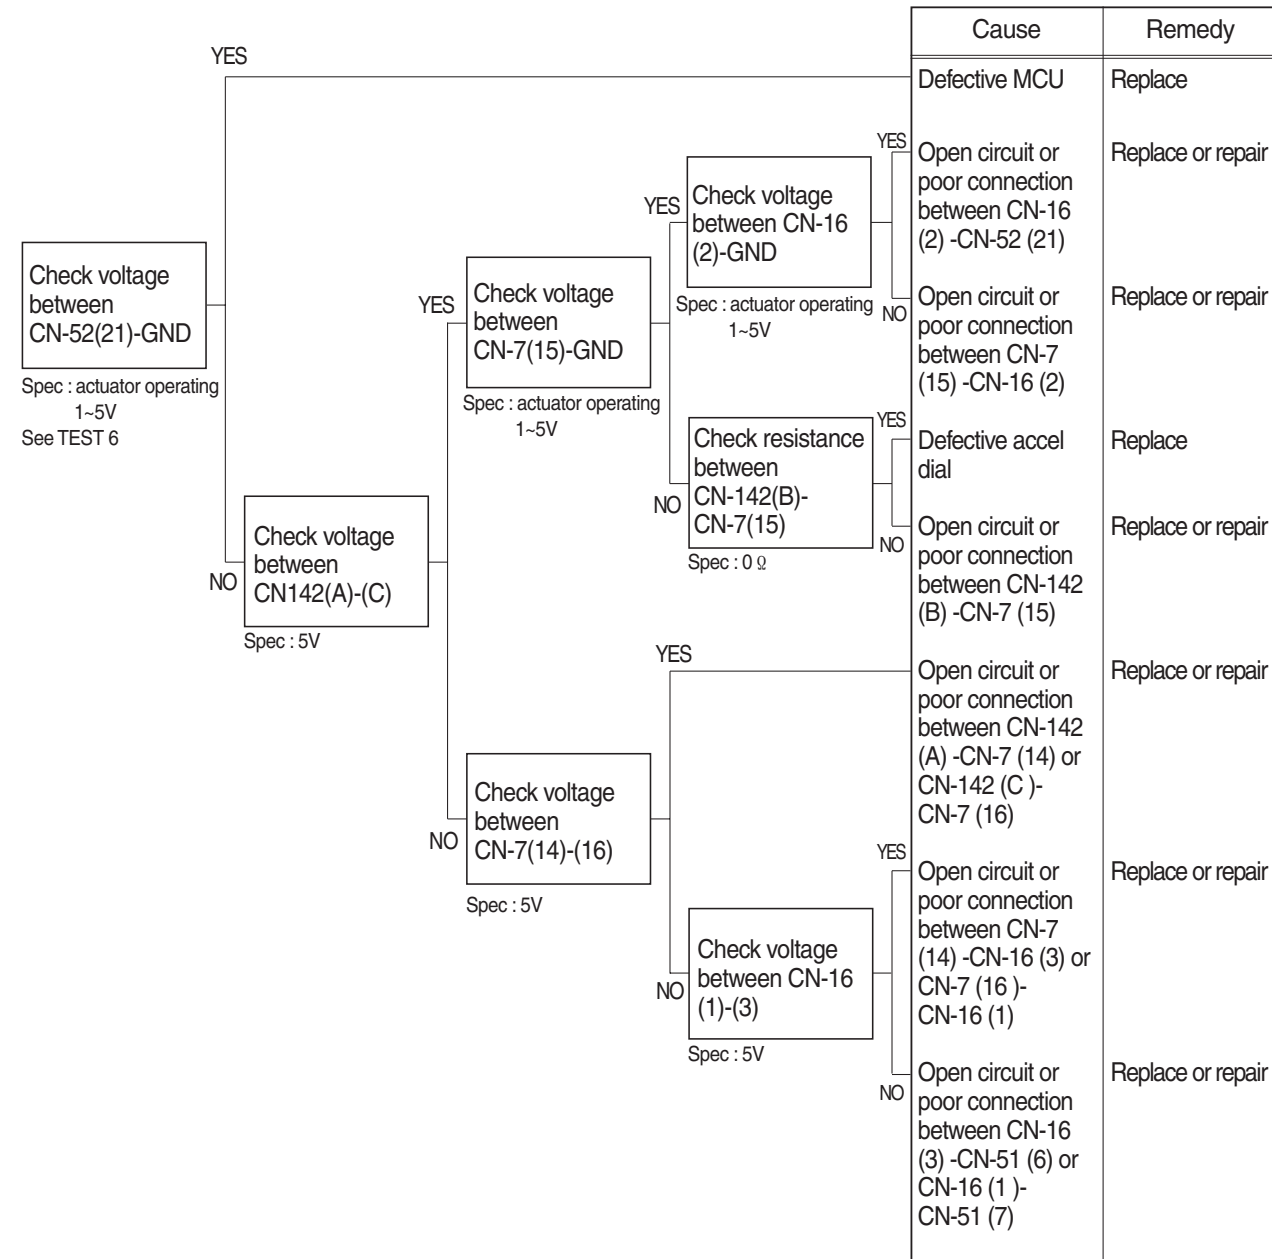 Cause
Remedy
YES
Defective MCU
Replace
YES
Open circuit or
poor connection
between CN-16
(2) -CN-52 (21)
Replace or repair
YES
Check voltage
between CN-16
(2)-GND
Spec : actuator operating
1~5V
NO
Open circuit or
poor connection
between CN-7
(15) -CN-16 (2)
Replace or repair
Check voltage
between
CN-52(21)-GND
Spec : actuator operating
1~5V
See TEST 6
YES
Check voltage
between
CN-7(15)-GND
Spec : actuator operating
1~5V
YES
Defective accel
dial
Replace
NO
Check resistance
between
CN-142(B)-
CN-7(15)
Spec : 0 Ω
NO
Open circuit or
poor connection
between CN-142
(B) -CN-7 (15)
Replace or repair
NO
Check voltage
between
CN142(A)-(C)
Spec : 5V
YES
Open circuit or
poor connection
between CN-142
(A) -CN-7 (14) or
CN-142 (C )-
CN-7 (16)
Replace or repair
NO
Check voltage
between
CN-7(14)-(16)
Spec : 5V
YES
Open circuit or
poor connection
between CN-7
(14) -CN-16 (3) or
CN-7 (16 )-
CN-16 (1)
Replace or repair
NO
Check voltage
between CN-16
(1)-(3)
Spec : 5V
NO
Open circuit or
poor connection
between CN-16
(3) -CN-51 (6) or
CN-16 (1 )-
CN-51 (7)
Replace or repair